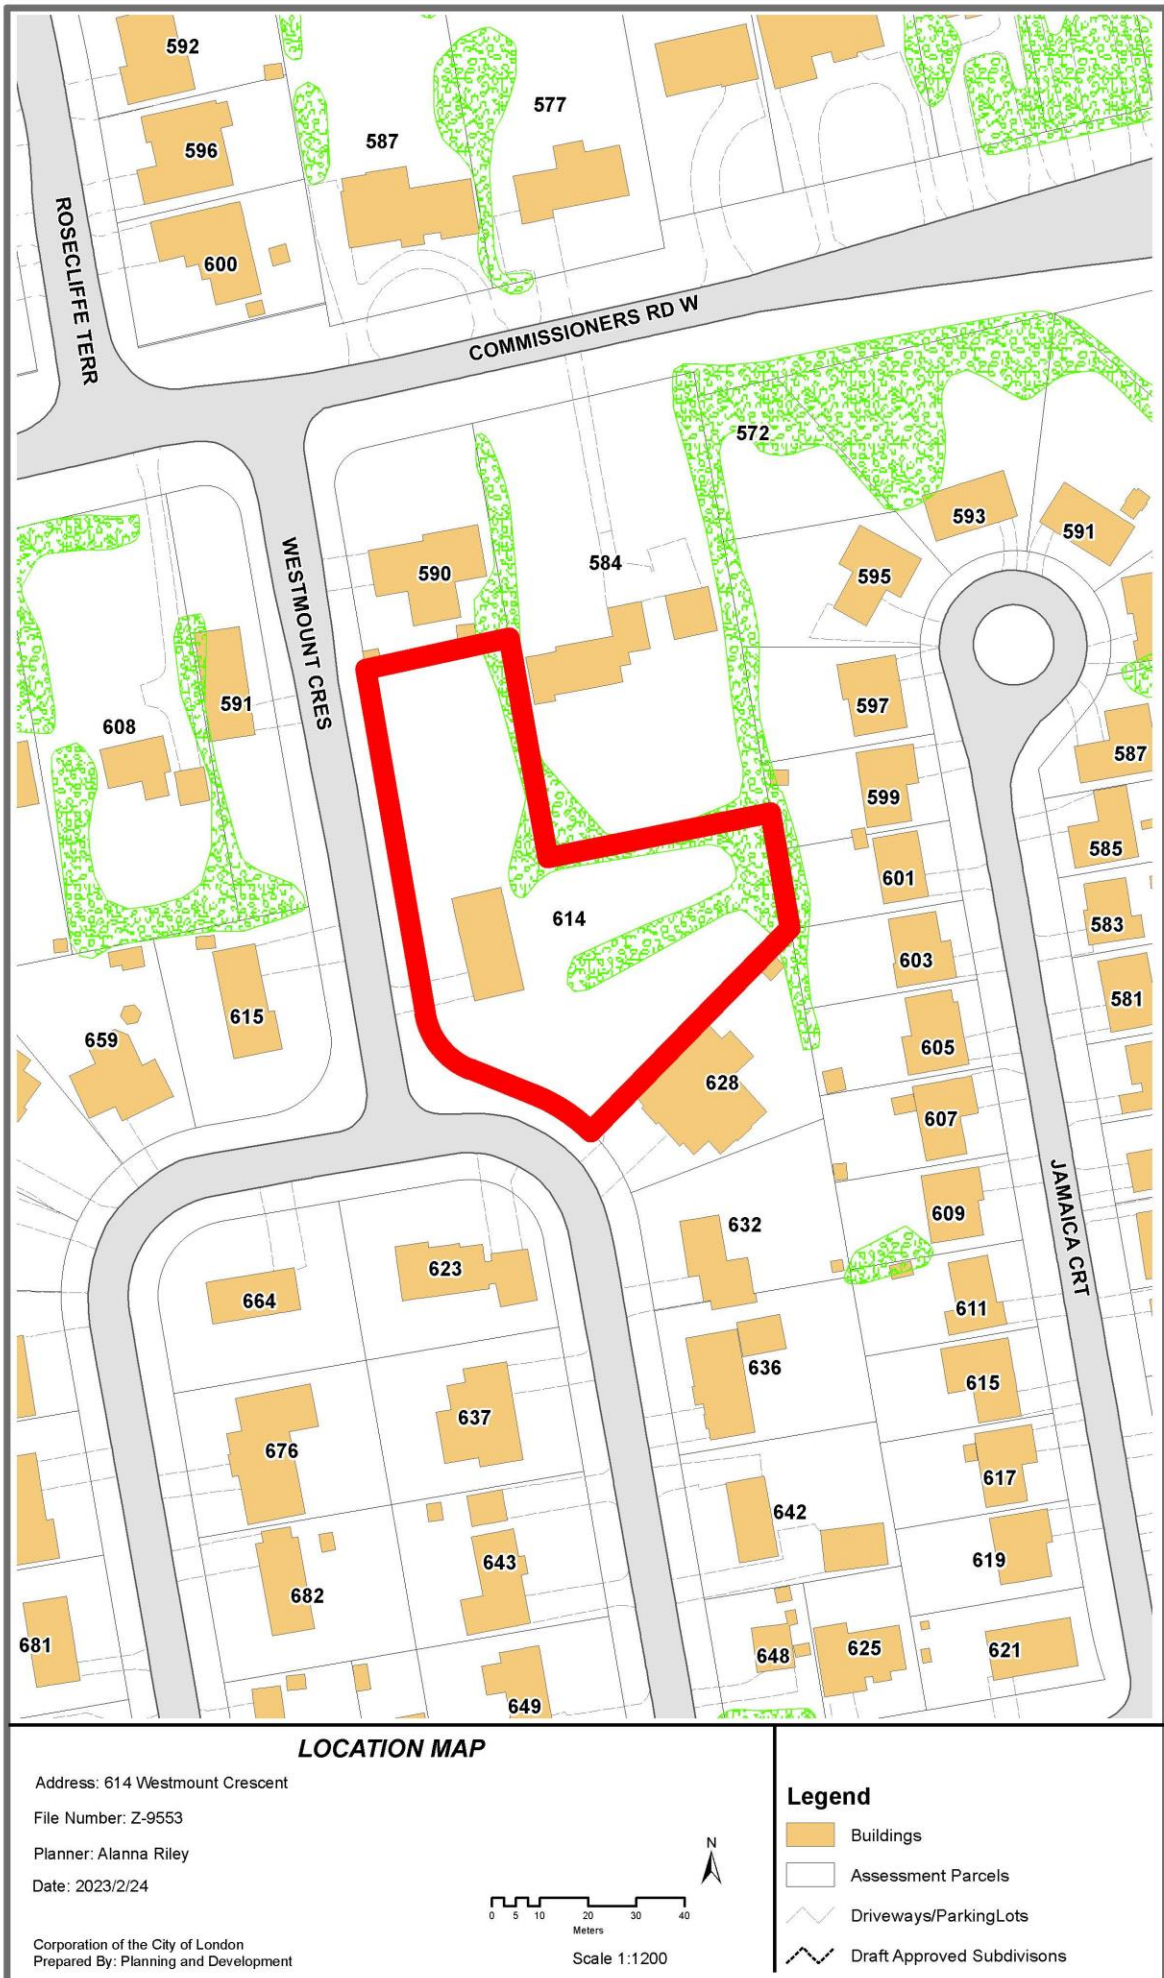 592
577
587
596
ROSECLIFFE TERR
600
COMMISSIONERS RD W
572
593
591
584
590
595
WESTMOUNT CRES
591
597
608
587
599
585
601
614
583
603
581
615
659
605
628
607
JAMAICA CRT
609
632
623
664
611
636
615
637
676
617
642
619
643
682
681
648
625
621
649
LOCATION MAP
Address: 614 Westmount Crescent
File Number: Z-9553
Planner: Alanna Riley
Date: 2023/2/24
Corporation of the City of London
Prepared By: Planning and Development
N
0 5 10 20 30 40
Meters
Scale 1:1200
Legend
Buildings
Assessment Parcels
Driveways/ParkingLots
Draft Approved Subdivisons